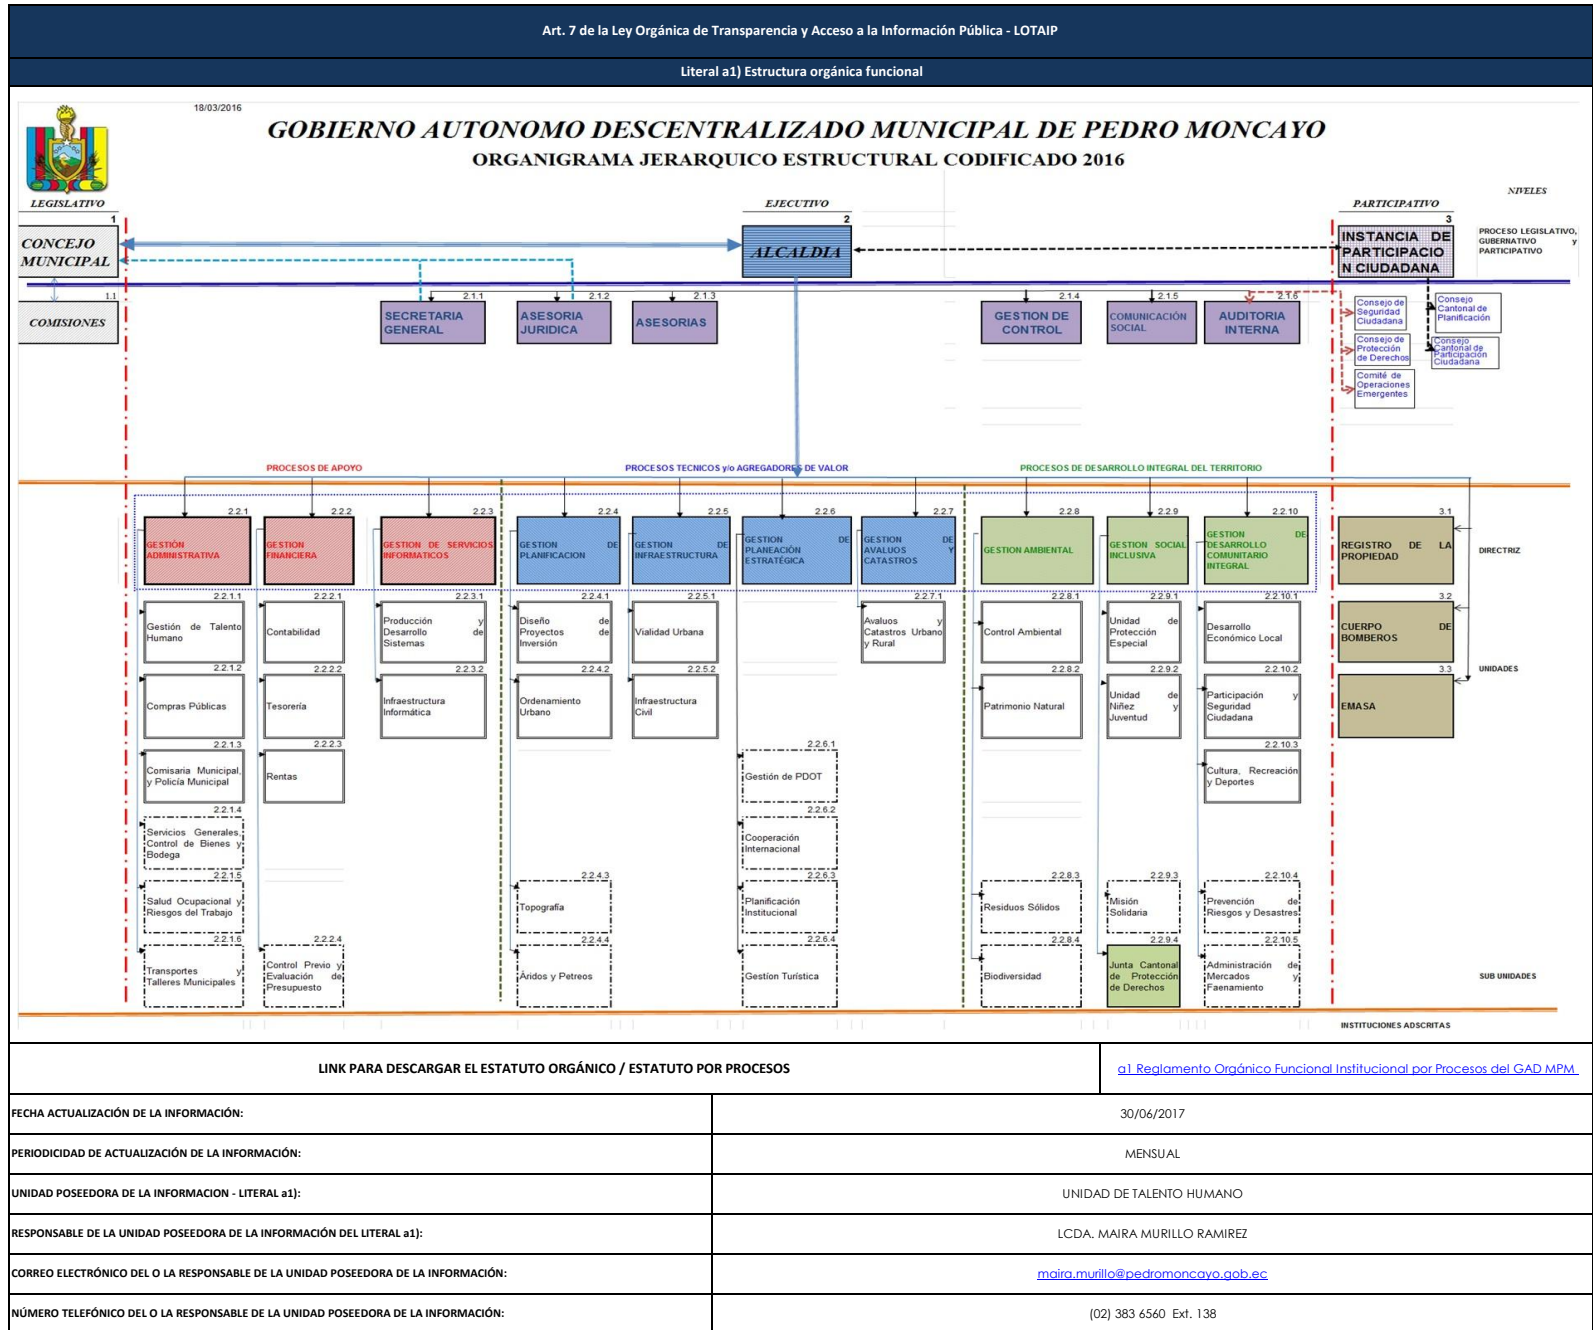 Art. 7 de la Ley Orgánica de Transparencia y Acceso a la Información Pública - LOTAIP
Literal a1) Estructura orgánica funcional
18/03/2016
GOBIERNO AUTONOMO DESCENTRALIZADO MUNICIPAL DE PEDRO MONCAYO
ORGANIGRAMA JERARQUICO ESTRUCTURAL CODIFICADO 2016
NIVELES
LEGISLATIVO
EJECUTIVO
PARTICIPATIVO
1
2
3
CONCEJO
MUNICIPAL
ALCALDIA
INSTANCIA DE
PARTICIPACIO
N CIUDADANA
PROCESO LEGISLATIVO,
GUBERNATIVO y
PARTICIPATIVO
1.1
COMISIONES
2.1.1
SECRETARIA
GENERAL
2.1.2
ASESORIA
JURIDICA
2.1.3
ASESORIAS
2.1.4
GESTION DE
CONTROL
2.1.5
COMUNICACIÓN
SOCIAL
2.1.6
AUDITORIA
INTERNA
Consejo de
Seguridad
Ciudadana
Consejo
Cantonal de
Planificación
Consejo de
Protección
de Derechos
Consejo
Cantonal de
Participación
Ciudadana
Comité de
Operaciones
Emergentes
PROCESOS DE APOYO
PROCESOS TECNICOS y/o AGREGADORES DE VALOR
PROCESOS DE DESARROLLO INTEGRAL DEL TERRITORIO
2.2.1
GESTIÓN
ADMINISTRATIVA
2.2.2
GESTION
FINANCIERA
2.2.3
GESTION DE SERVICIOS
INFORMATICOS
2.2.4
GESTION DE
PLANIFICACION
2.2.5
GESTION DE
INFRAESTRUCTURA
2.2.6
GESTION DE
PLANEACIÓN
ESTRATÉGICA
2.2.7
GESTION DE
AVALUOS Y
CATASTROS
2.2.8
GESTION AMBIENTAL
2.2.9
GESTION SOCIAL
INCLUSIVA
2.2.10
GESTION DE
DESARROLLO
COMUNITARIO
INTEGRAL
3.1
REGISTRO DE LA
PROPIEDAD
DIRECTRIZ
2.2.1.1
Gestión de Talento
Humano
2.2.2.1
Contabilidad
2.2.3.1
Producción y
Desarrollo de
Sistemas
2.2.4.1
Diseño de
Proyectos de
Inversión
2.2.5.1
Vialidad Urbana
2.2.7.1
Avaluos y
Catastros Urbano
y Rural
2.2.8.1
Control Ambiental
2.2.9.1
Unidad de
Protección
Especial
2.2.10.1
Desarrollo
Económico Local
3.2
CUERPO DE
BOMBEROS
2.2.1.2
Compras Públicas
2.2.2.2
Tesorería
2.2.3.2
Infraestructura
Informática
2.2.4.2
Ordenamiento
Urbano
2.2.5.2
Infraestructura
Civil
2.2.8.2
Patrimonio Natural
2.2.9.2
Unidad de
Niñez y
Juventud
2.2.10.2
Participación y
Seguridad
Ciudadana
3.3
EMASA
UNIDADES
2.2.1.3
Comisaria Municipal,
y Policía Municipal
2.2.2.3
Rentas
2.2.6.1
Gestión de PDOT
2.2.10.3
Cultura, Recreación
y Deportes
2.2.1.4
Servicios Generales,
Control de Bienes y
Bodega
2.2.6.2
Cooperación
Internacional
2.2.1.5
Salud Ocupacional y
Riesgos del Trabajo
2.2.4.3
Topografía
2.2.6.3
Planificación
Institucional
2.2.8.3
Residuos Sólidos
2.2.9.3
Misión
Solidaria
2.2.10.4
Prevención de
Riesgos y Desastres
2.2.1.6
Transportes y
Talleres Municipales
2.2.2.4
Control Previo y
Evaluación de
Presupuesto
2.2.4.4
Áridos y Petreos
2.2.6.4
Gestíon Turística
2.2.8.4
Biodiversidad
2.2.9.4
Junta Cantonal
de Protección
de Derechos
2.2.10.5
Administración de
Mercados y
Faenamiento
SUB UNIDADES
INSTITUCIONES ADSCRITAS
LINK PARA DESCARGAR EL ESTATUTO ORGÁNICO / ESTATUTO POR PROCESOS
a1 Reglamento Orgánico Funcional Institucional por Procesos del GAD MPM
FECHA ACTUALIZACIÓN DE LA INFORMACIÓN:
30/06/2017
PERIODICIDAD DE ACTUALIZACIÓN DE LA INFORMACIÓN:
MENSUAL
UNIDAD POSEEDORA DE LA INFORMACION - LITERAL a1):
UNIDAD DE TALENTO HUMANO
RESPONSABLE DE LA UNIDAD POSEEDORA DE LA INFORMACIÓN DEL LITERAL a1):
LCDA. MAIRA MURILLO RAMIREZ
CORREO ELECTRÓNICO DEL O LA RESPONSABLE DE LA UNIDAD POSEEDORA DE LA INFORMACIÓN:
maira.murillo@pedromoncayo.gob.ec
NÚMERO TELEFÓNICO DEL O LA RESPONSABLE DE LA UNIDAD POSEEDORA DE LA INFORMACIÓN:
(02) 383 6560 Ext. 138